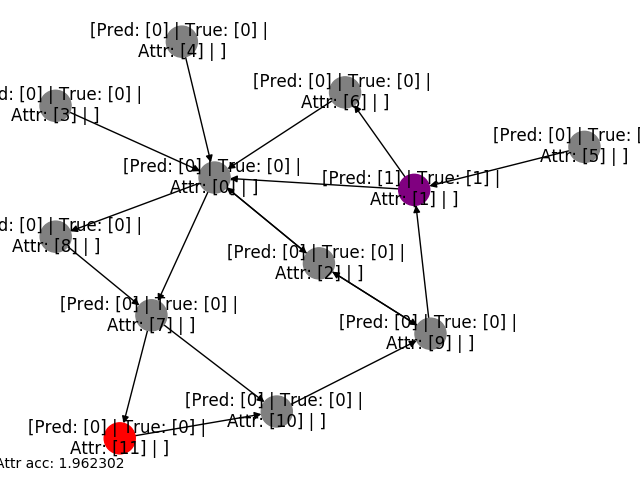 [Pred: [0] | True: [0] |
Attr: [4] | ]
[Pred: [0] | True: [0] |
Attr: [6] | ]
d: [0] | True: [0] |
Attr: [3] | ]
[Pred: [0] | True: |
Attr: [5] | ]
[Pred: [0] | True: [0] |
Attr: [0] | ]
[Pred: [1] | True: [1] |
Attr: [1] | ]
d: [0] | True: [0] |
Attr: [8] | ]
[Pred: [0] | True: [0] |
Attr: [2] | ]
[Pred: [0] | True: [0] |
Attr: [7] | ]
[Pred: [0] | True: [0] |
Attr: [9] | ]
[Pred: [0] | True: [0] |
Attr: [10] | ]
[Pred: [0] | True: [0] |
Attr: [11] | ]
Attr acc: 1.962302